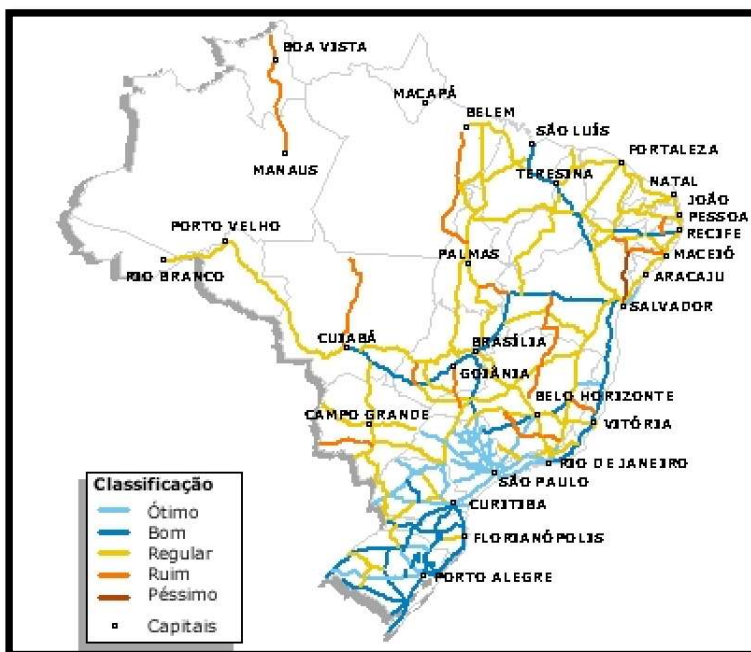 BOA VISTA
MACAPÁ
BELEM
SÃO LUÍS
FORTALEZA
MANAUS
TERESINA
NATAL
JOÃO
PESSOA
PORTO VELHO
RECIFE
PALMAS
MACEIÓ
RIO BRANCO
ARACAJU
SALVADOR
CUIABÁ
BRASÍLIA
GOIÂNIA
BELO HORIZONTE
CAMPO GRANDE
VITÓRIA
RIO DE JANEIRO
SÃO PAULO
CURITIBA
FLORIANÓPOLIS
PORTO ALEGRE
Classificação
Ótimo
Bom
Regular
Ruim
Péssimo
Capitais